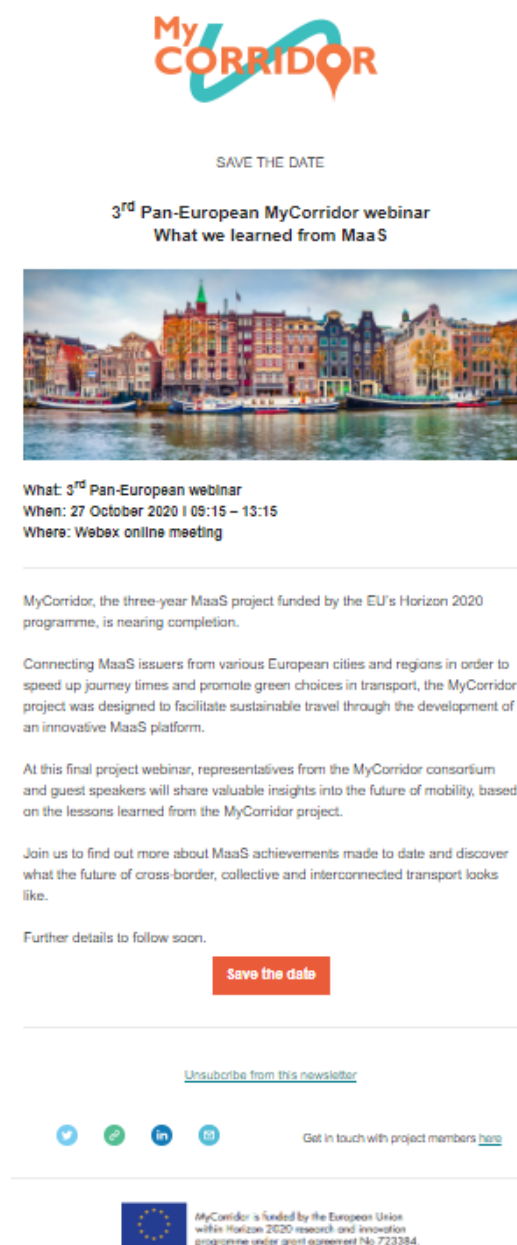 My
CORRIDOR
SAVE THE DATE
3rd Pan-European MyCorridor webinar
What we learned from MaaS
What: 3rd Pan-European webinar
When: 27 October 2020 I 09:15 – 13:15
Where: Webex online meeting
MyCorridor, the three-year MaaS project funded by the EU's Horizon 2020
programme, is nearing completion.
Connecting MaaS issuers from various European cities and regions in order to
speed up journey times and promote green choices in transport, the MyCorridor
project was designed to facilitate sustainable travel through the development of
an innovative MaaS platform.
At this final project webinar, representatives from the MyCorridor consortium
and guest speakers will share valuable insights into the future of mobility, based
on the lessons learned from the MyCorridor project.
Join us to find out more about MaaS achievements made to date and discover
what the future of cross-border, collective and interconnected transport looks
like.
Further details to follow soon.
Save the date
Unsubcribe from this newsletter
in
Get in touch with project members here
MyCorridor is funded by the European Union
within Horizon 2020 research and innovation
programme under grant agreement No 723384.